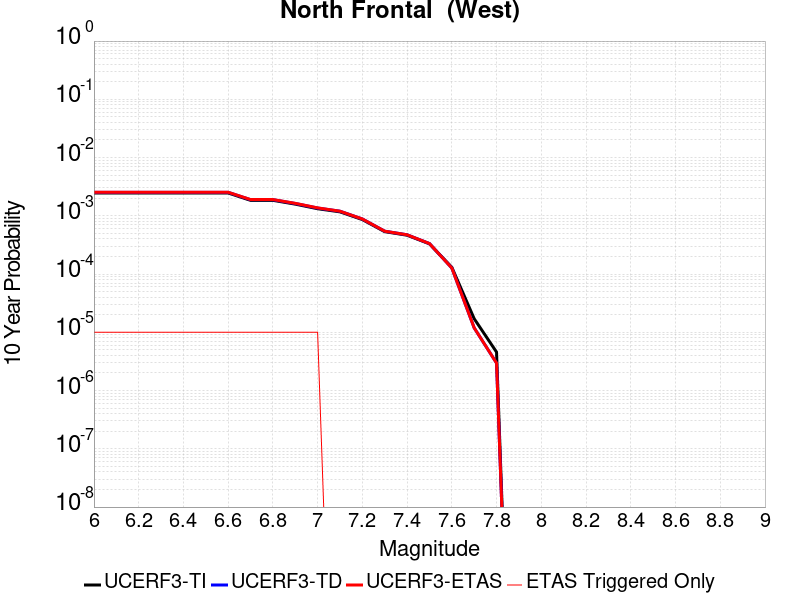 North Frontal  (West)
10^0
10^-1
10^-2
10^-3
10^-4
10^-5
10^-6
10^-7
10^-8
10 Year Probability
6 6.2 6.4 6.6 6.8 7 7.2 7.4 7.6 7.8 8 8.2 8.4 8.6 8.8 9
Magnitude
UCERF3-TI UCERF3-TD UCERF3-ETAS ETAS Triggered Only